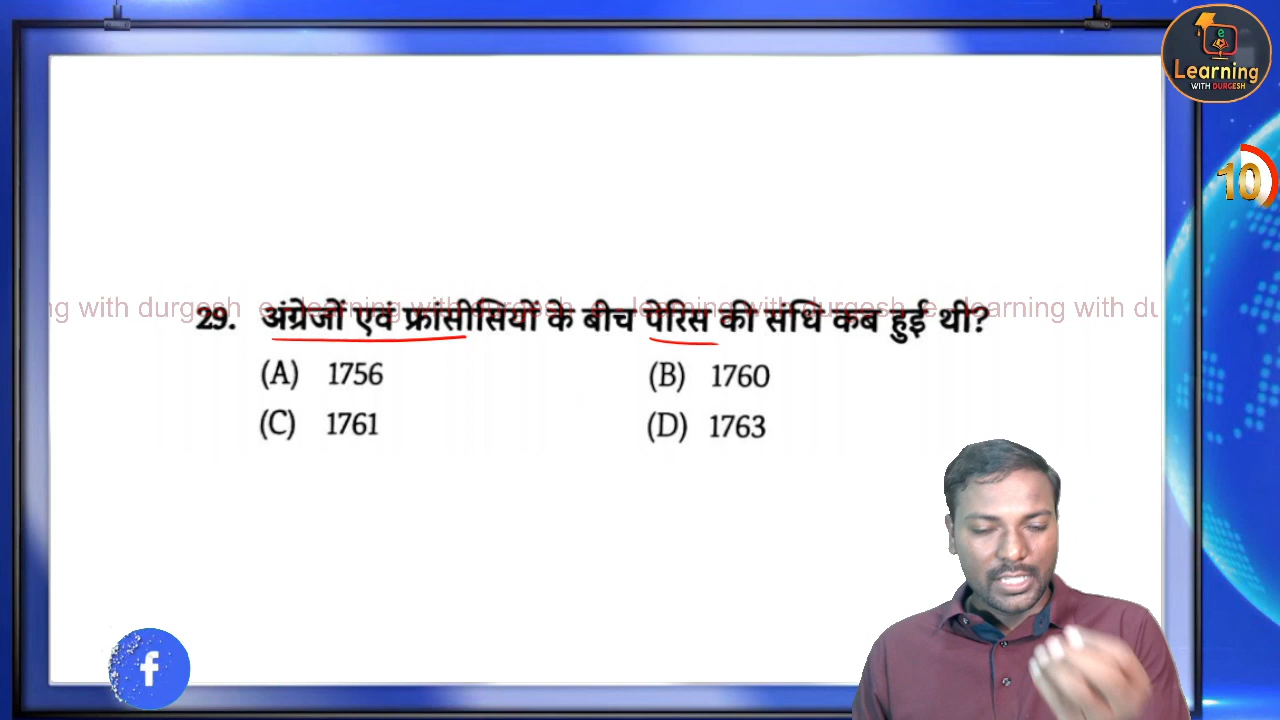 e
Learning
WITH DURGESH
10
ng with durgesh e - learning with durgesh e - learning with durgesh e - learning with du
29. अंग्रेजों एवं फ्रांसीसियों के बीच पेरिस की संधि कब हुई थी?
(A) 1756 (B) 1760
(C) 1761 (D) 1763
f